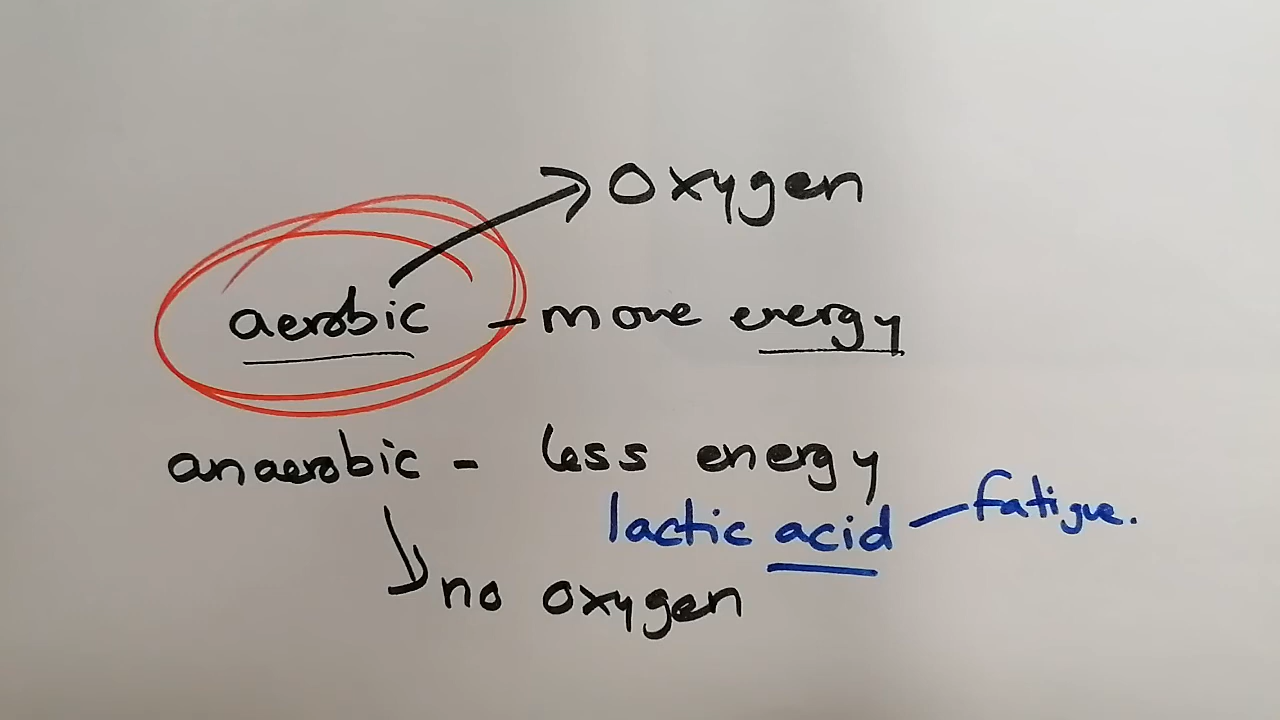 Oxygen
aerobic - more energy
anaerobic - less energy
lactic acid - fatigue.
no oxygen